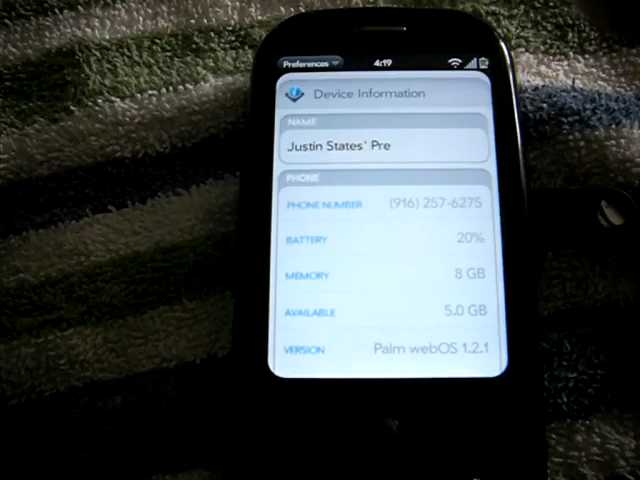 Preferences 4:19
Device Information
NAME
Justin States' Pre
PHONE
PHONE NUMBER (916) 257-6275
BATTERY 20%
MEMORY 8 GB
AVAILABLE 5.0 GB
VERSION Palm webOS 1.2.1